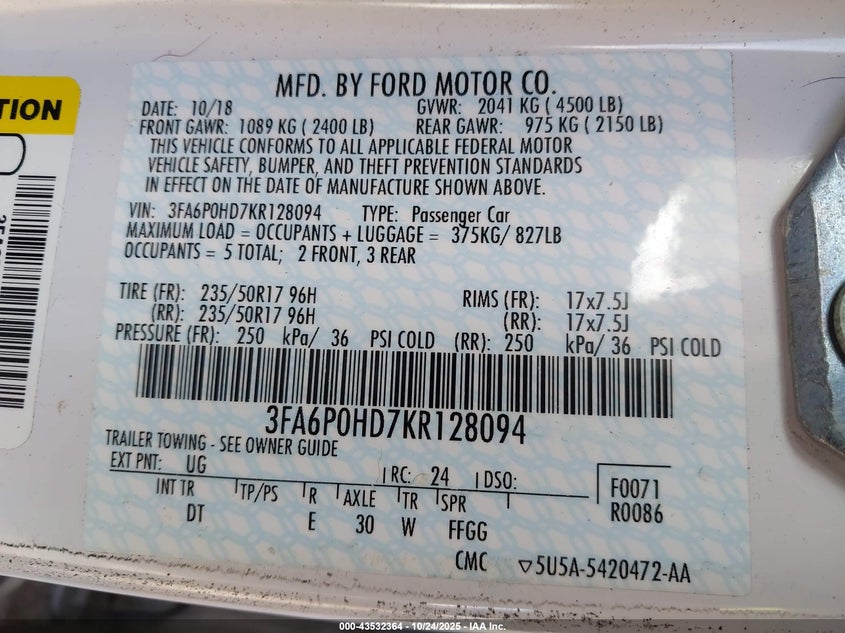 TION
MFD. BY FORD MOTOR CO.
DATE: 10/18 GVWR: 2041 KG ( 4500 LB)
FRONT GAWR: 1089 KG ( 2400 LB) REAR GAWR: 975 KG ( 2150 LB)
THIS VEHICLE CONFORMS TO ALL APPLICABLE FEDERAL MOTOR
VEHICLE SAFETY, BUMPER, AND THEFT PREVENTION STANDARDS
IN EFFECT ON THE DATE OF MANUFACTURE SHOWN ABOVE.
VIN: 3FA6P0HD7KR128094 TYPE: Passenger Car
MAXIMUM LOAD = OCCUPANTS + LUGGAGE = 375KG/ 827LB
OCCUPANTS = 5 TOTAL; 2 FRONT, 3 REAR
TIRE (FR): 235/50R17 96H RIMS (FR): 17x7.5J
(RR): 235/50R17 96H (RR): 17x7.5J
PRESSURE (FR): 250 kPa/ 36 PSI COLD (RR): 250 kPa/ 36 PSI COLD
3FA6P0HD7KR128094
TRAILER TOWING - SEE OWNER GUIDE
EXT PNT: UG RC: 24 DSO: F0071
INT TR TP/PS R AXLE TR SPR R0086
DT E 30 W FFGG
CMC ▽5U5A-5420472-AA
000-43532364 - 10/24/2025 - IAA Inc.